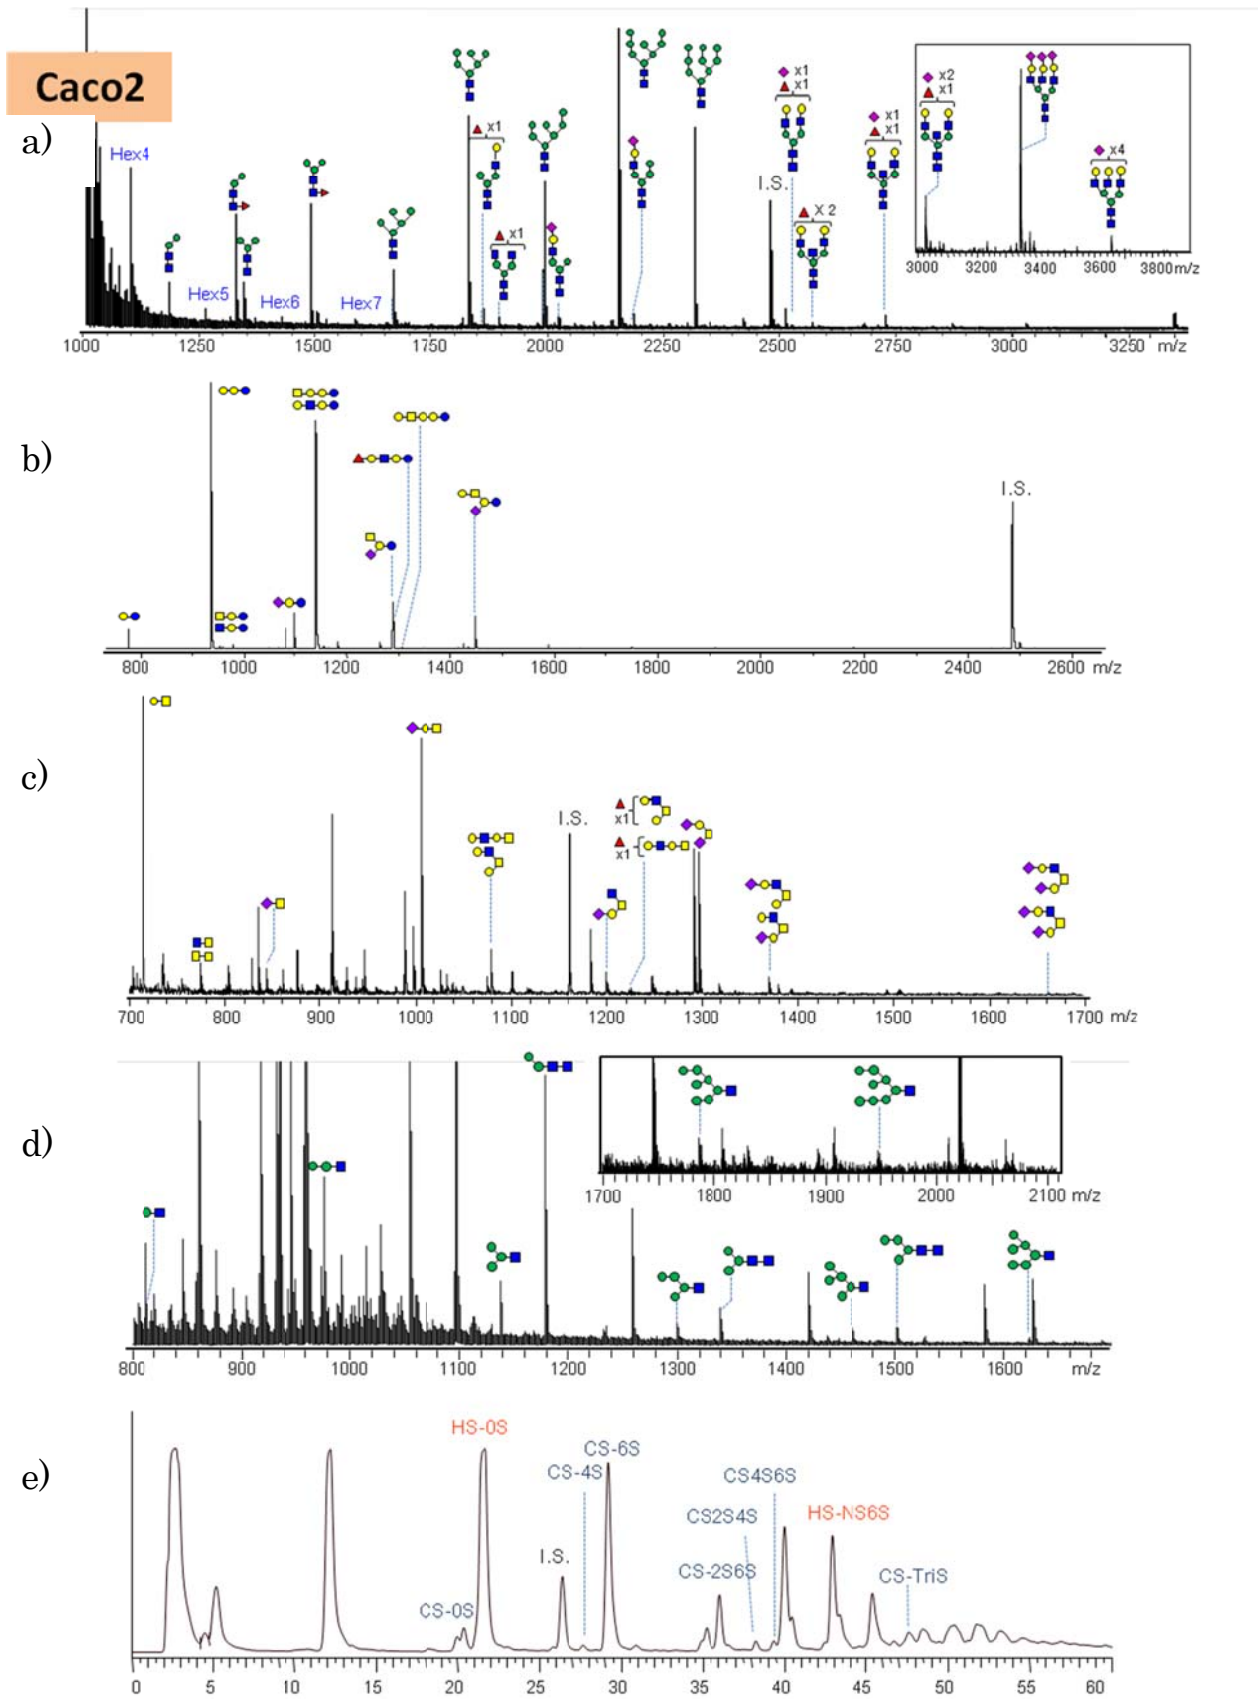 Caco2
a)
Hex4
Hex5
Hex6
Hex7
x1
x1
I.S.
x1
x1
X 2
x1
x1
x2
x1
x4
3000 3200 3400 3600 3800m/z
1000 1250 1500 1750 2000 2250 2500 2750 3000 3250 m/z
b)
I.S.
800 1000 1200 1400 1600 1800 2000 2200 2400 2600 m/z
c)
I.S.
x1
x1
700 800 900 1000 1100 1200 1300 1400 1500 1600 1700 m/z
d)
1700 1800 1900 2000 2100 m/z
800 900 1000 1100 1200 1300 1400 1500 1600 m/z
e)
HS-0S
CS-6S
CS-4S
CS4S6S
CS2S4S
HS-NS6S
I.S.
CS-2S6S
CS-TriS
CS-0S
0 5 10 15 20 25 30 35 40 45 50 55 60